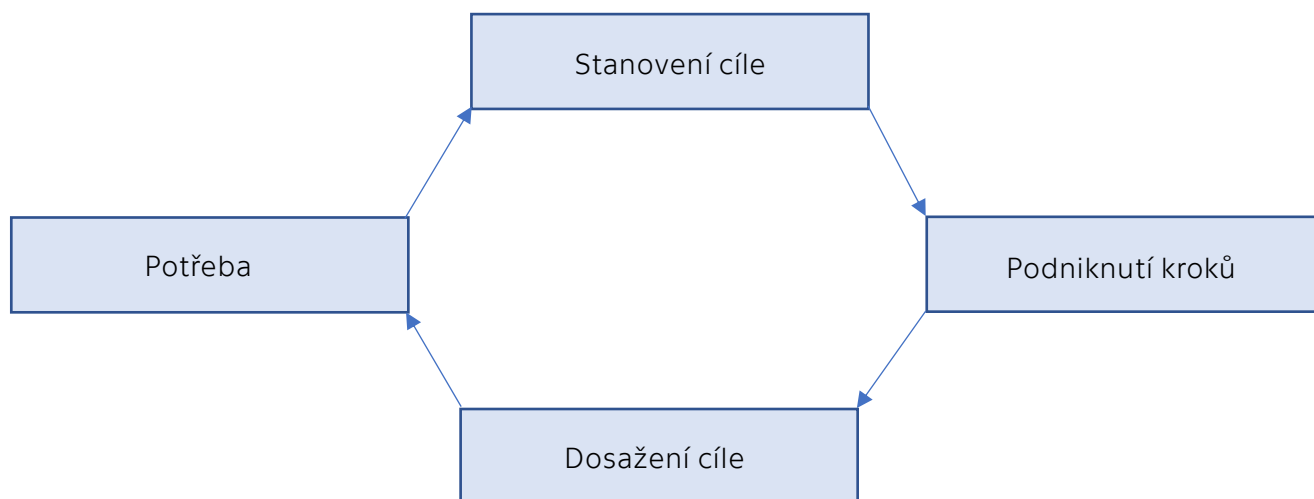 Stanovení cíle
Potřeba
Podniknutí kroků
Dosažení cíle